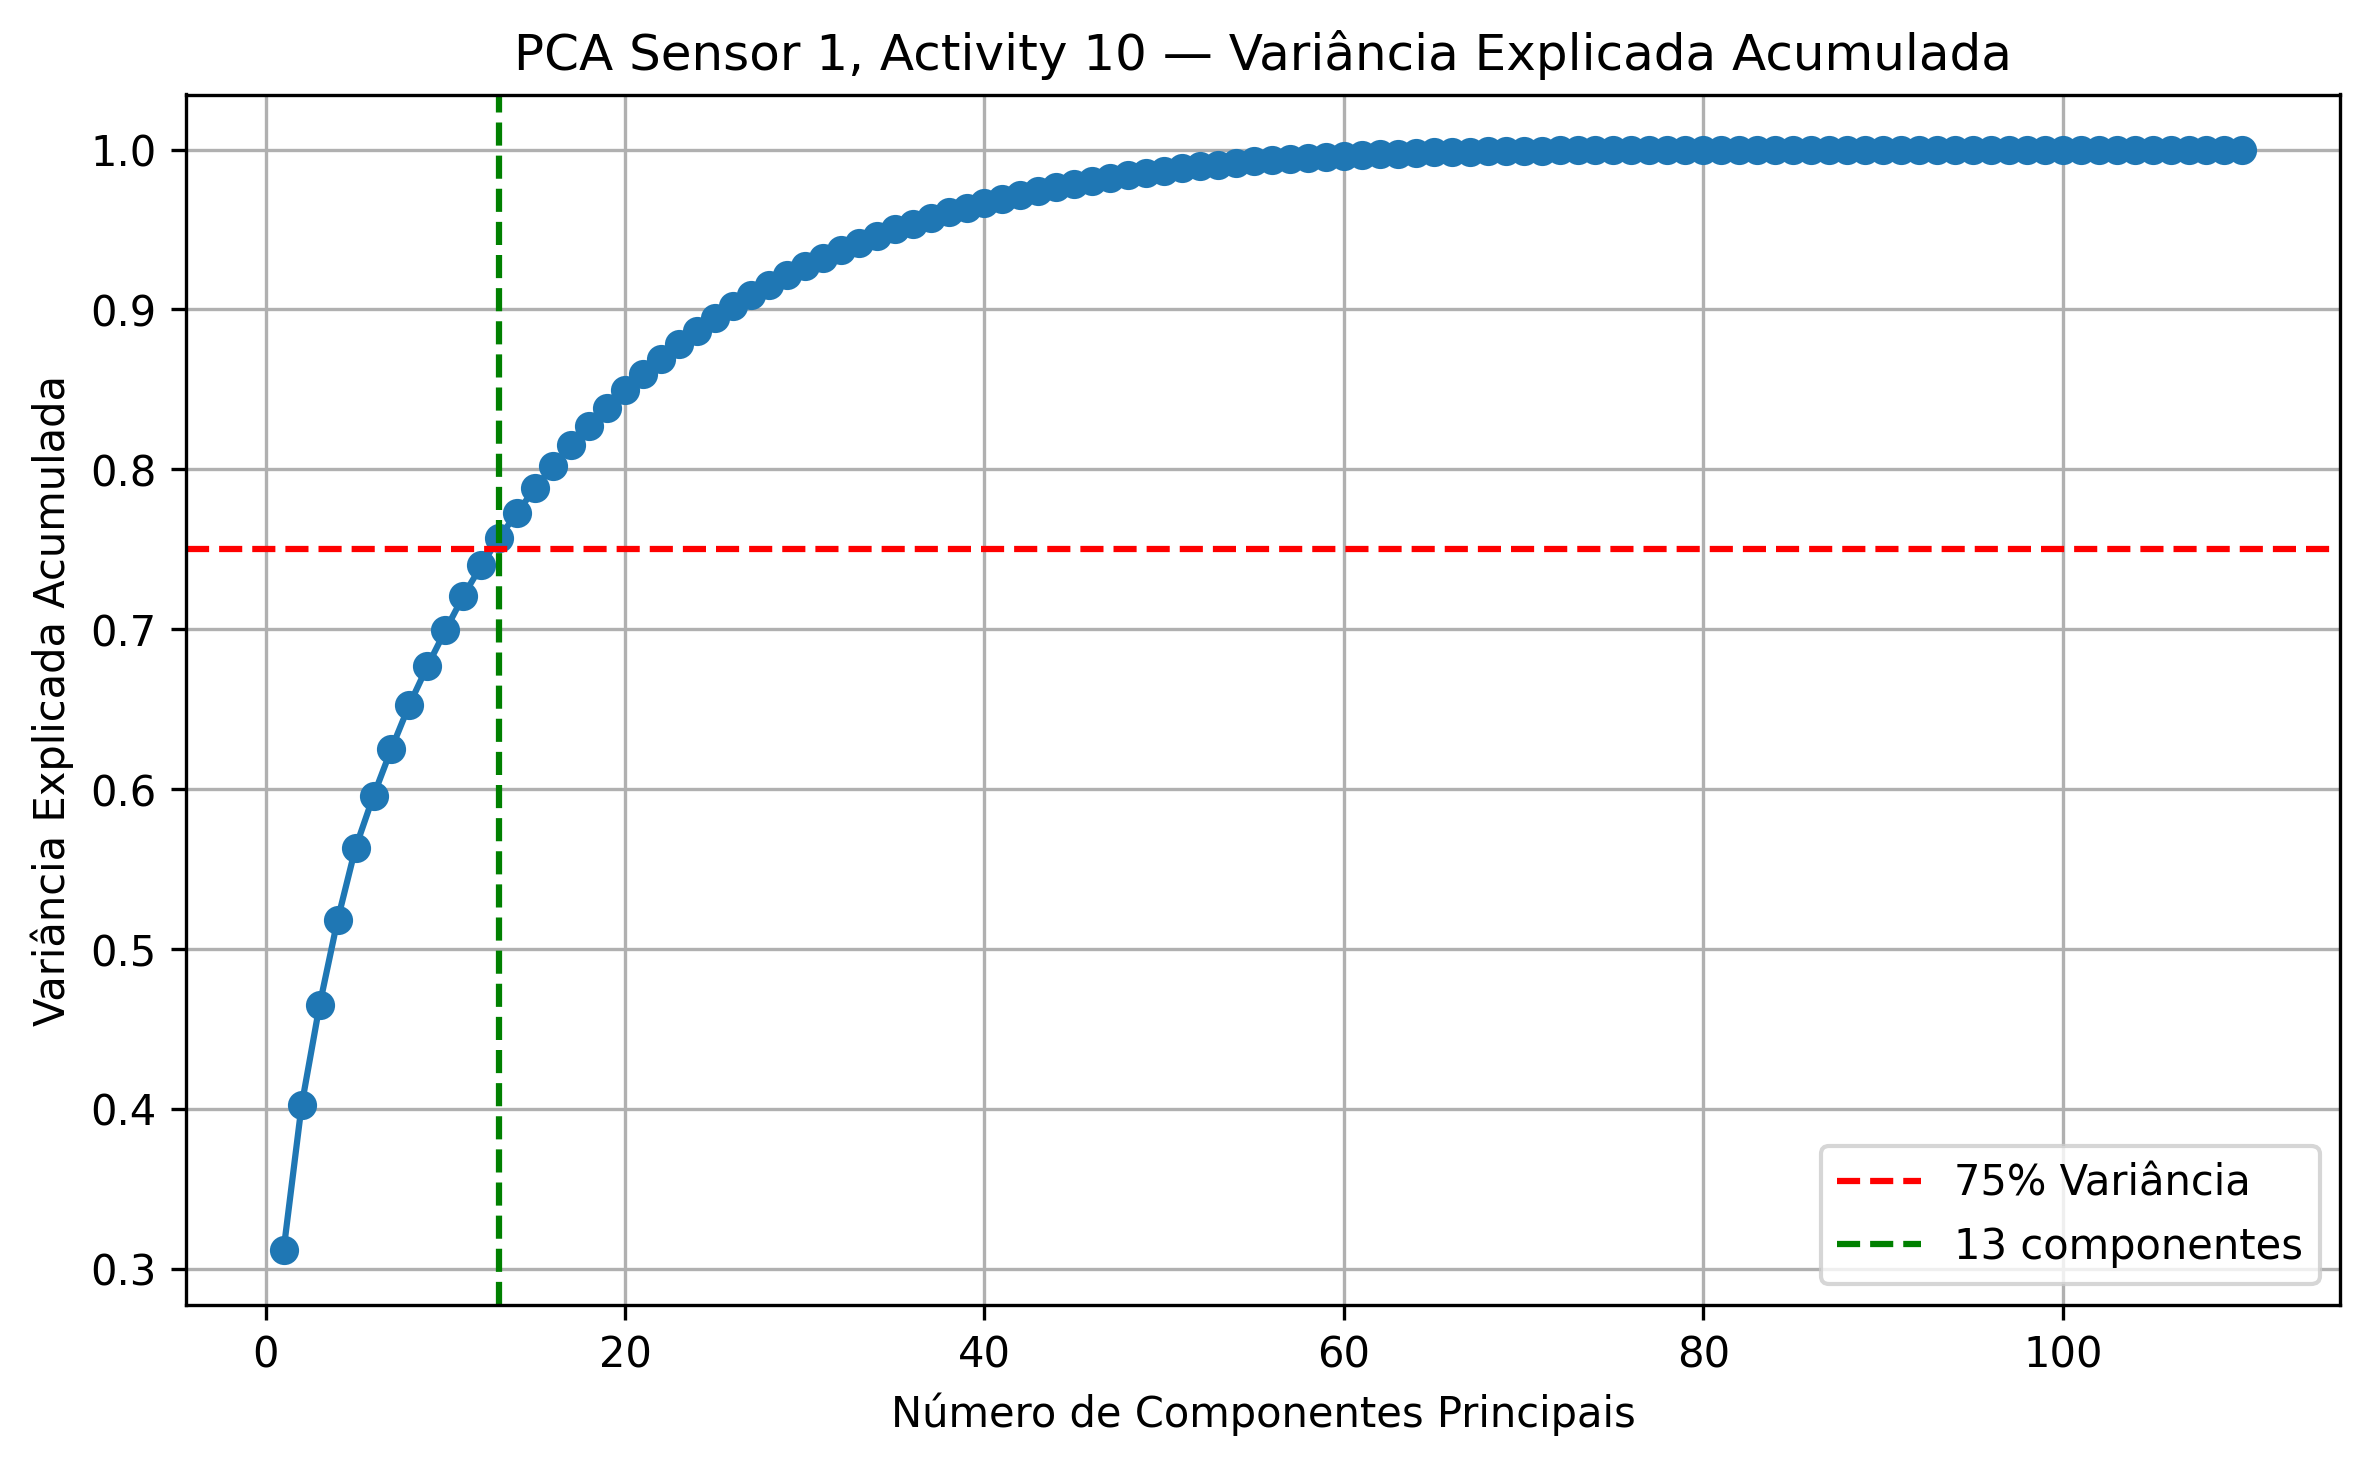 PCA Sensor 1, Activity 10 — Variância Explicada Acumulada
Variância Explicada Acumulada
1.0
0.9
0.8
0.7
0.6
0.5
0.4
0.3
0 20 40 60 80 100
Número de Componentes Principais
75% Variância
13 componentes